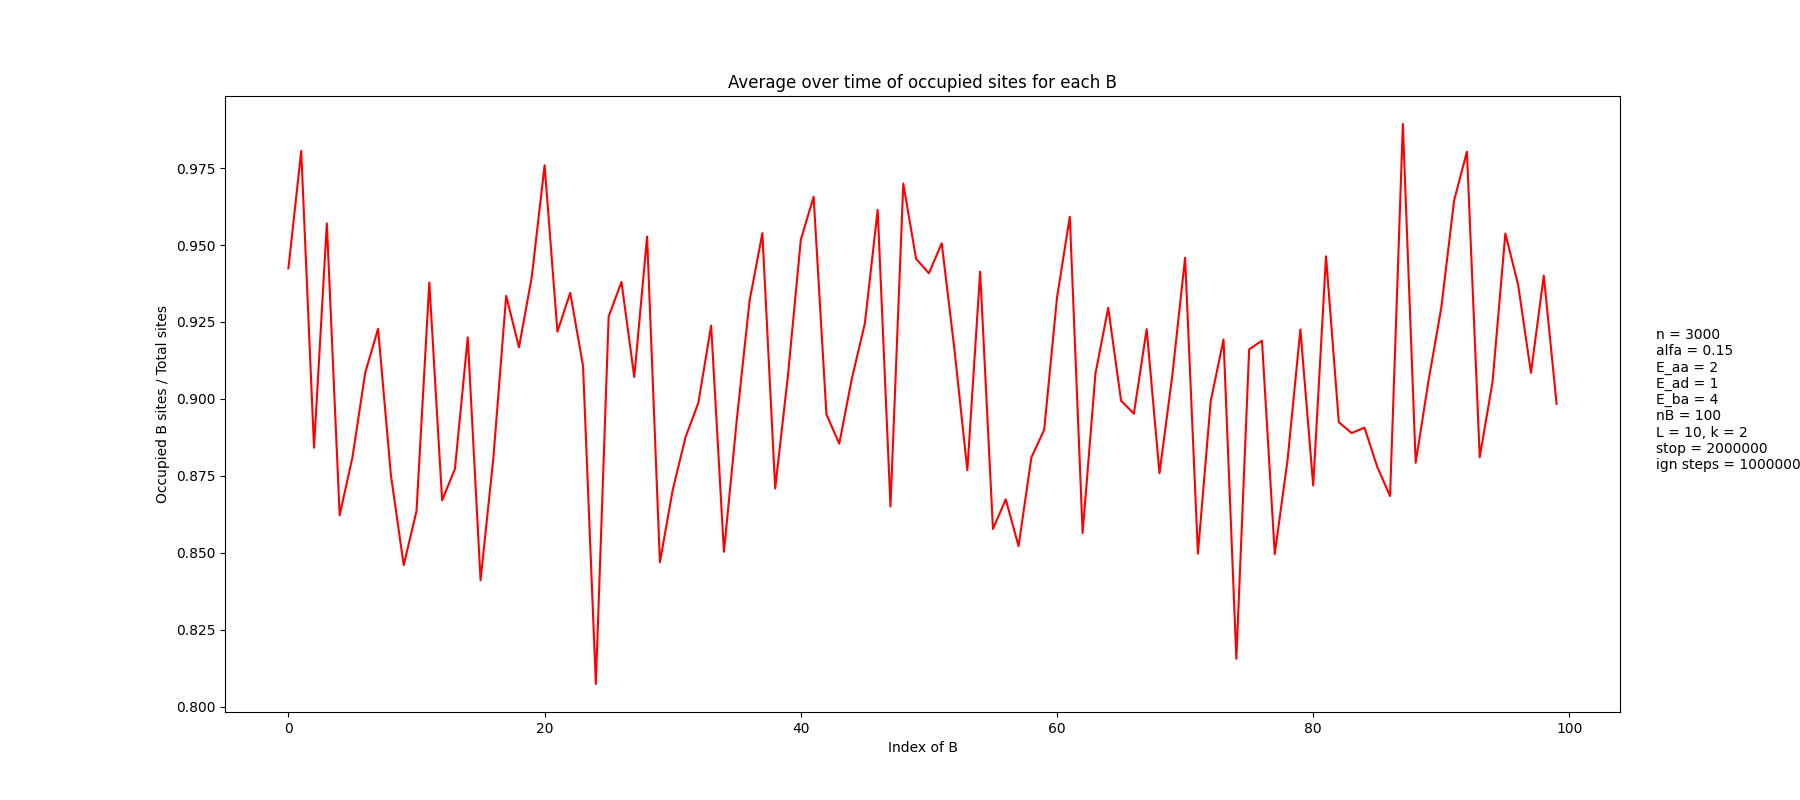 Average over time of occupied sites for each B
Occupied B sites / Total sites
0.975
0.950
0.925
0.900
0.875
0.850
0.825
0.800
0 20 40 60 80 100
Index of B
n = 3000
alfa = 0.15
E_aa = 2
E_ad = 1
E_ba = 4
nB = 100
L = 10, k = 2
stop = 2000000
ign steps = 1000000